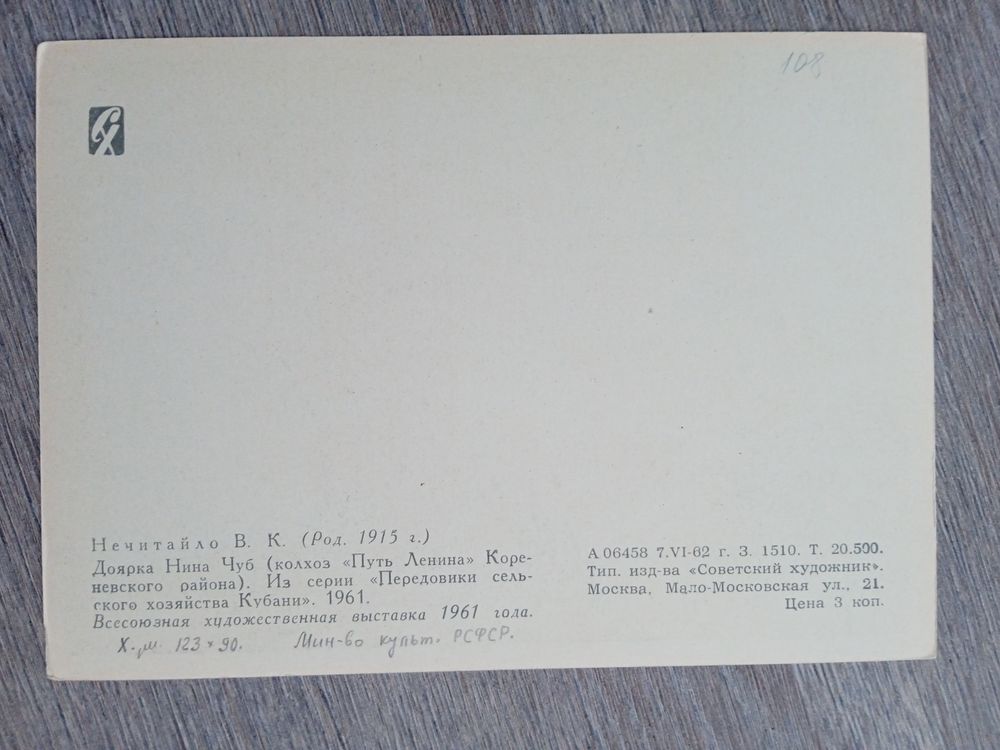 108
СХ
Нечитайло В. К. (Род. 1915 г.)
Доярка Нина Чуб (колхоз «Путь Ленина» Коре-
невского района). Из серии «Передовики сель-
ского хозяйства Кубани». 1961.
Всесоюзная художественная выставка 1961 года.
Х.,м. 123×90. Мин-во культ. РСФСР.
А 06458 7.VI-62 г. З. 1510. Т. 20.500.
Тип. изд-ва «Советский художник».
Москва, Мало-Московская ул., 21.
Цена 3 коп.